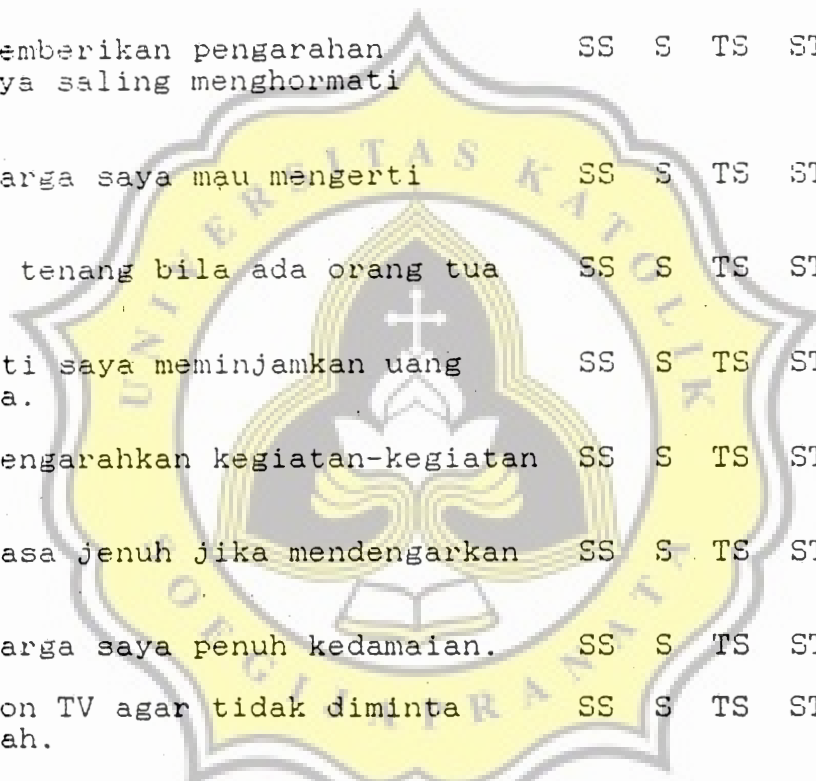 emberikan pengarahan SS S TS ST
ya saling menghormati
arga saya mau mengerti SS S TS ST
tenang bila ada orang tua SS S TS ST
ti saya meminjamkan uang SS S TS ST
a.
engarahkan kegiatan-kegiatan SS S TS ST
asa jenuh jika mendengarkan SS S TS ST
arga saya penuh kedamaian. SS S TS ST
on TV agar tidak diminta SS S TS ST
ah.
UNIVERSITAS KATOLIK
SOEGIJAPRANATA